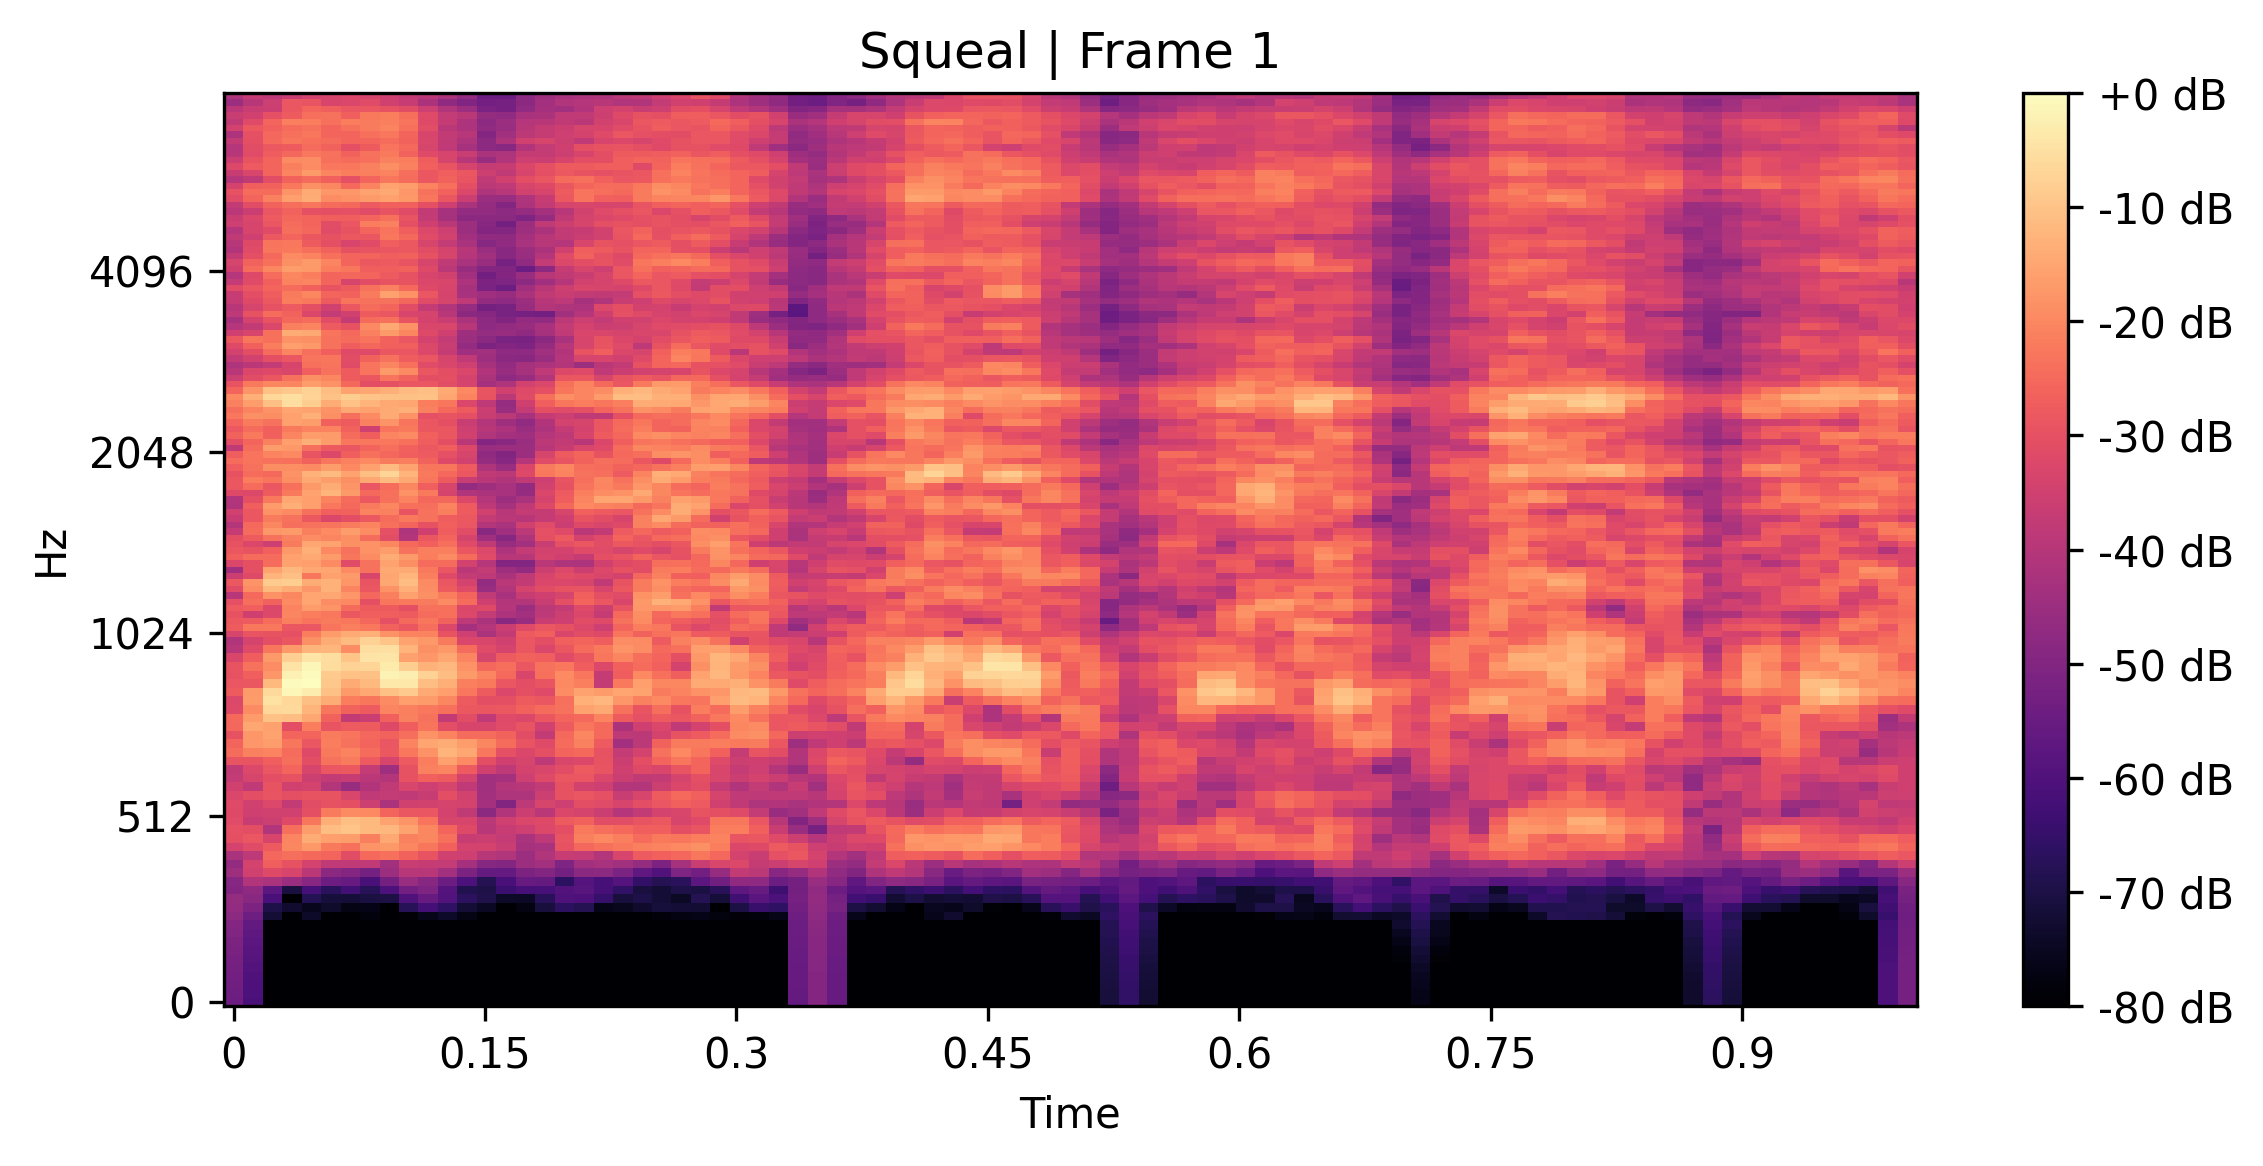 Squeal | Frame 1
Hz
4096
2048
1024
512
0
0 0.15 0.3 0.45 0.6 0.75 0.9
Time
+0 dB
-10 dB
-20 dB
-30 dB
-40 dB
-50 dB
-60 dB
-70 dB
-80 dB